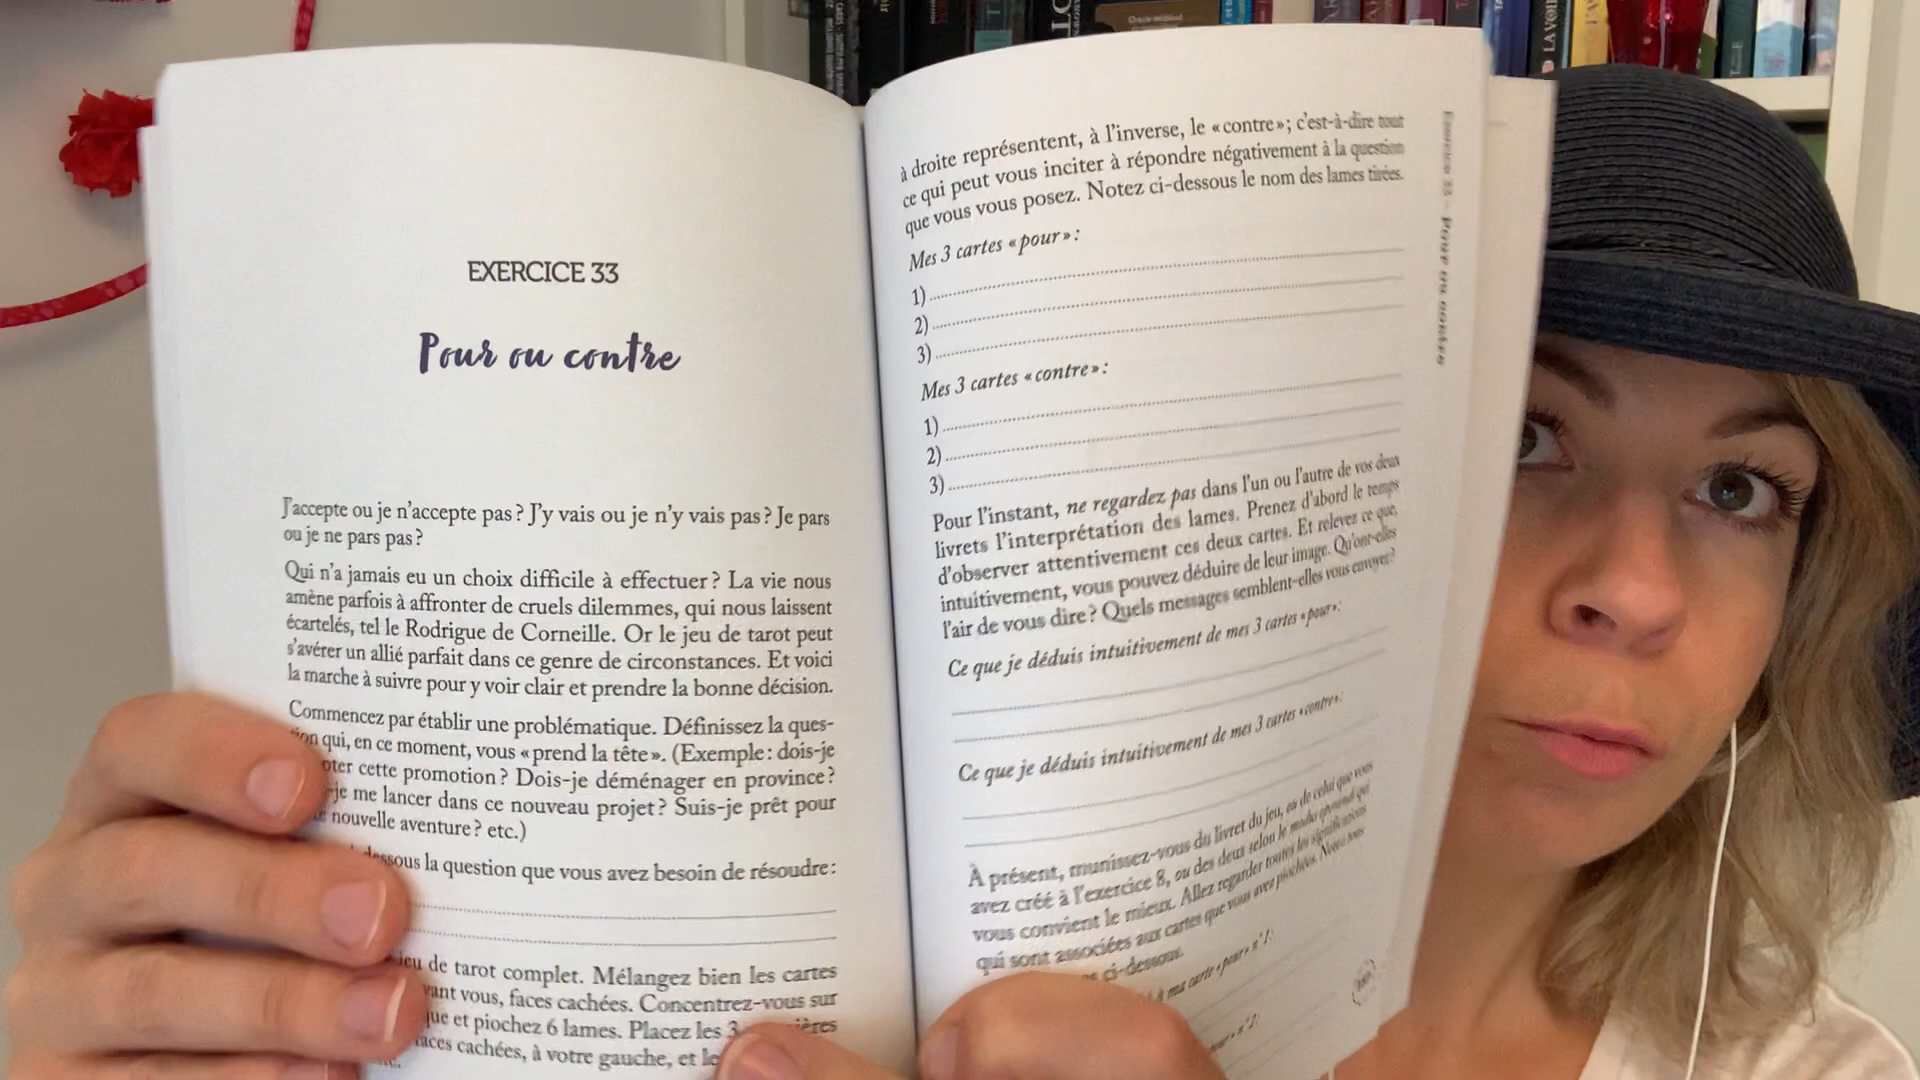 EXERCICE 33
Pour ou contre
J'accepte ou je n'accepte pas ? J'y vais ou je n'y vais pas ? Je pars
ou je ne pars pas ?
Qui n'a jamais eu un choix difficile à effectuer ? La vie nous
amène parfois à affronter de cruels dilemmes, qui nous laissent
écartelés, tel le Rodrigue de Corneille. Or le jeu de tarot peut
s'avérer un allié parfait dans ce genre de circonstances. Et voici
la marche à suivre pour y voir clair et prendre la bonne décision.
Commencez par établir une problématique. Définissez la ques-
qui, en ce moment, vous « prend la tête ». (Exemple : dois-je
cette promotion ? Dois-je déménager en province ?
-je me lancer dans ce nouveau projet ? Suis-je prêt pour
nouvelle aventure ? etc.)
la question que vous avez besoin de résoudre :
de tarot complet. Mélangez bien les cartes
vant vous, faces cachées. Concentrez-vous sur
et piochez 6 lames. Placez les 3
cachées, à votre gauche, et
à droite représentent, à l'inverse, le « contre » ; c'est-à-dire tout
ce qui peut vous inciter à répondre négativement à la question
que vous vous posez. Notez ci-dessous le nom des lames tirées.
Mes 3 cartes « pour » :
1)
2)
3)
Mes 3 cartes « contre » :
1)
2)
3)
Pour l'instant, ne regardez pas dans l'un ou l'autre de vos deux
livrets l'interprétation des lames. Prenez d'abord le temps
d'observer attentivement ces deux cartes. Et relevez ce que,
intuitivement, vous pouvez déduire de leur image. Qu'ont-elles
l'air de vous dire ? Quels messages semblent-elles vous envoyer ?
Ce que je déduis intuitivement de mes 3 cartes « pour » :
Ce que je déduis intuitivement de mes 3 cartes « contre » :
À présent, munissez-vous du livret du jeu, ou de celui que vous
avez créé à l'exercice 8, ou des deux selon le modus operandi qui
vous convient le mieux. Allez regarder toutes les significations
qui sont associées aux cartes que vous avez piochées. Notez
ci-dessous.
à ma carte « pour » n°1 :
« pour » n°2 :
Exercice 33 – Pour ou contre
LA VOIE